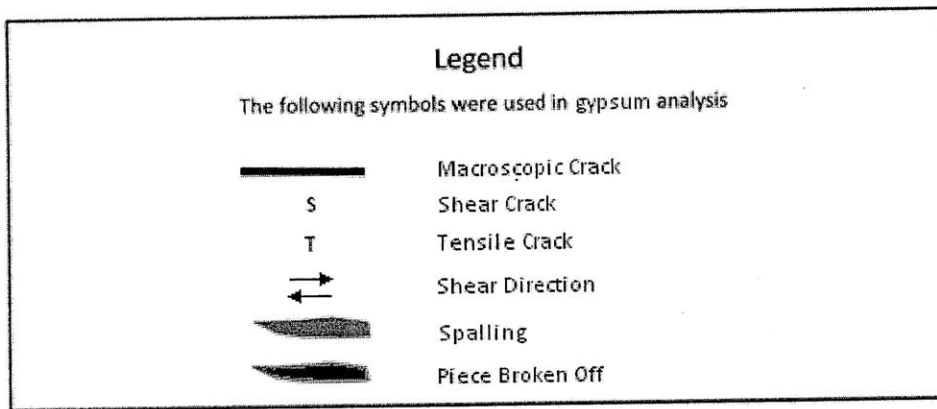 Legend
The following symbols were used in gypsum analysis
Macroscopic Crack
S Shear Crack
T Tensile Crack
Shear Direction
Spalling
Piece Broken Off